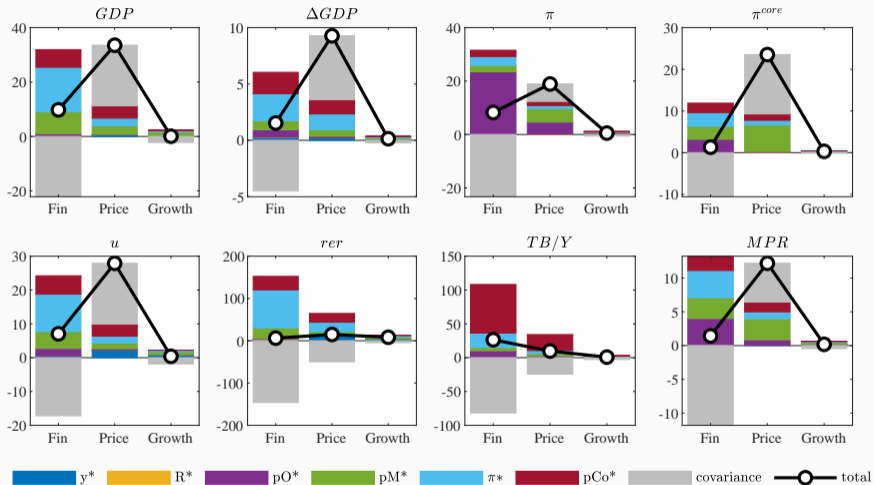 GDP ΔGDP π π^core
40 10 40 30
20 5 20 20
0 0 0 10
-20 -5 -20 0
-10
Fin Price Growth Fin Price Growth Fin Price Growth Fin Price Growth
u rer TB/Y MPR
30 200 150 10
20 100 100 5
10 0 50 0
0 -100 0 -5
-10 -200 -50 -10
-20 -100
Fin Price Growth Fin Price Growth Fin Price Growth Fin Price Growth
y* R* pO* pM* π* pCo* covariance total